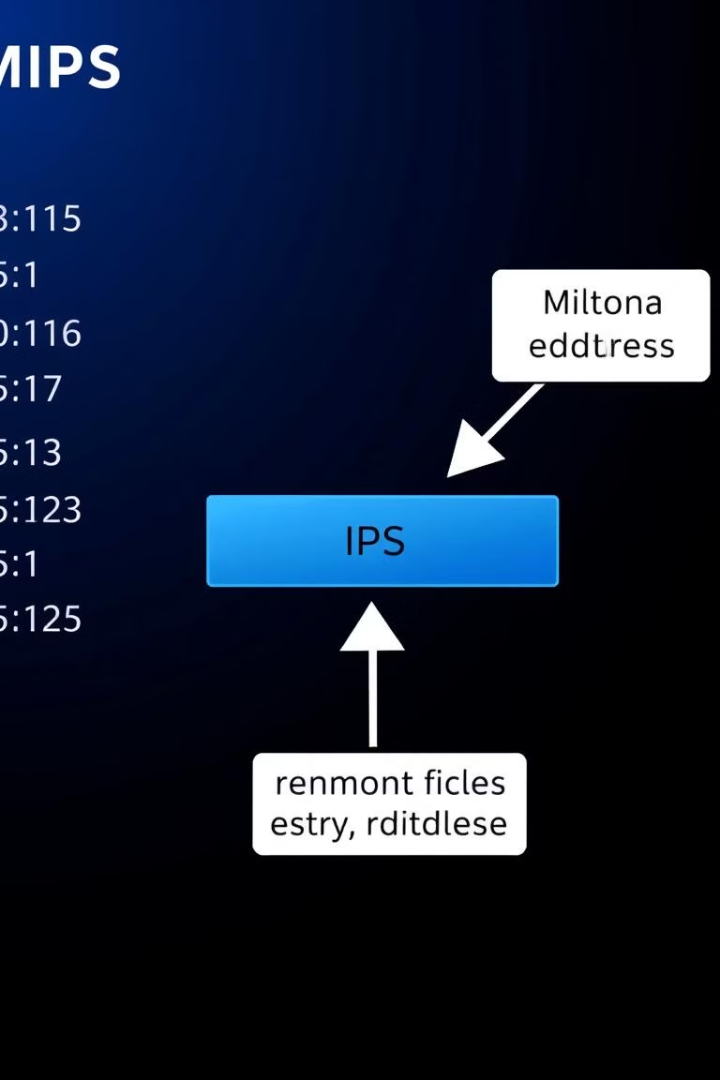 MIPS
3:115
5:1
0:116
5:17
5:13
5:123
5:1
5:125
Miltona
eddtress
IPS
renmont ficles
estry, rditdlese